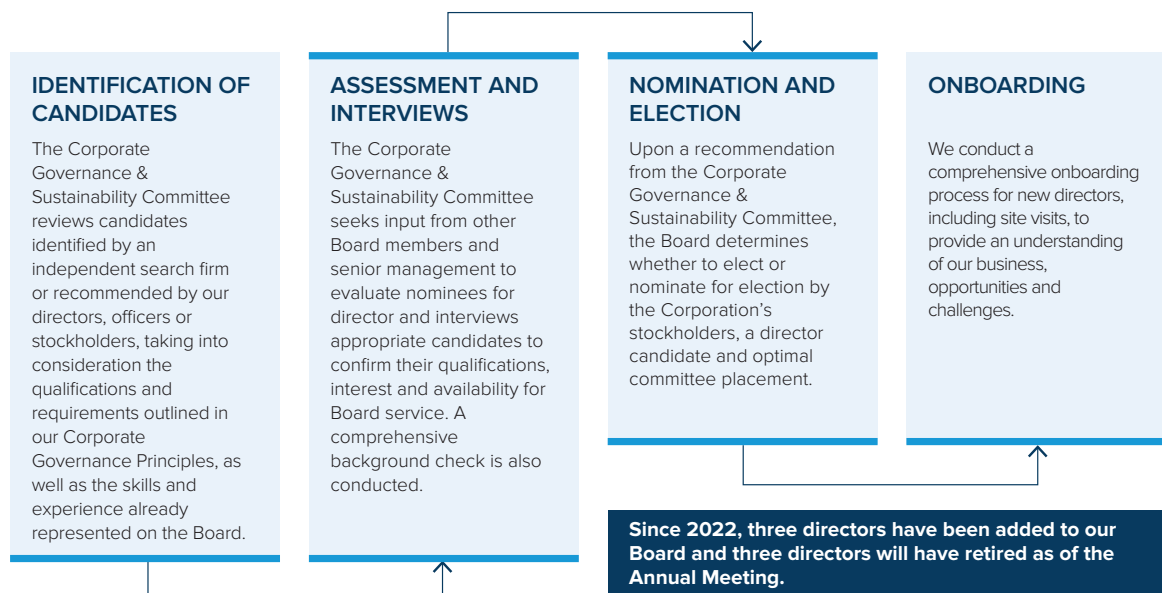 IDENTIFICATION OF
CANDIDATES
The Corporate
Governance &
Sustainability Committee
reviews candidates
identified by an
independent search firm
or recommended by our
directors, officers or
stockholders, taking into
consideration the
qualifications and
requirements outlined in
our Corporate
Governance Principles, as
well as the skills and
experience already
represented on the Board.
ASSESSMENT AND
INTERVIEWS
The Corporate
Governance &
Sustainability Committee
seeks input from other
Board members and
senior management to
evaluate nominees for
director and interviews
appropriate candidates to
confirm their qualifications,
interest and availability for
Board service. A
comprehensive
background check is also
conducted.
NOMINATION AND
ELECTION
Upon a recommendation
from the Corporate
Governance &
Sustainability Committee,
the Board determines
whether to elect or
nominate for election by
the Corporation’s
stockholders, a director
candidate and optimal
committee placement.
ONBOARDING
We conduct a
comprehensive onboarding
process for new directors,
including site visits, to
provide an understanding
of our business,
opportunities and
challenges.
Since 2022, three directors have been added to our
Board and three directors will have retired as of the
Annual Meeting.